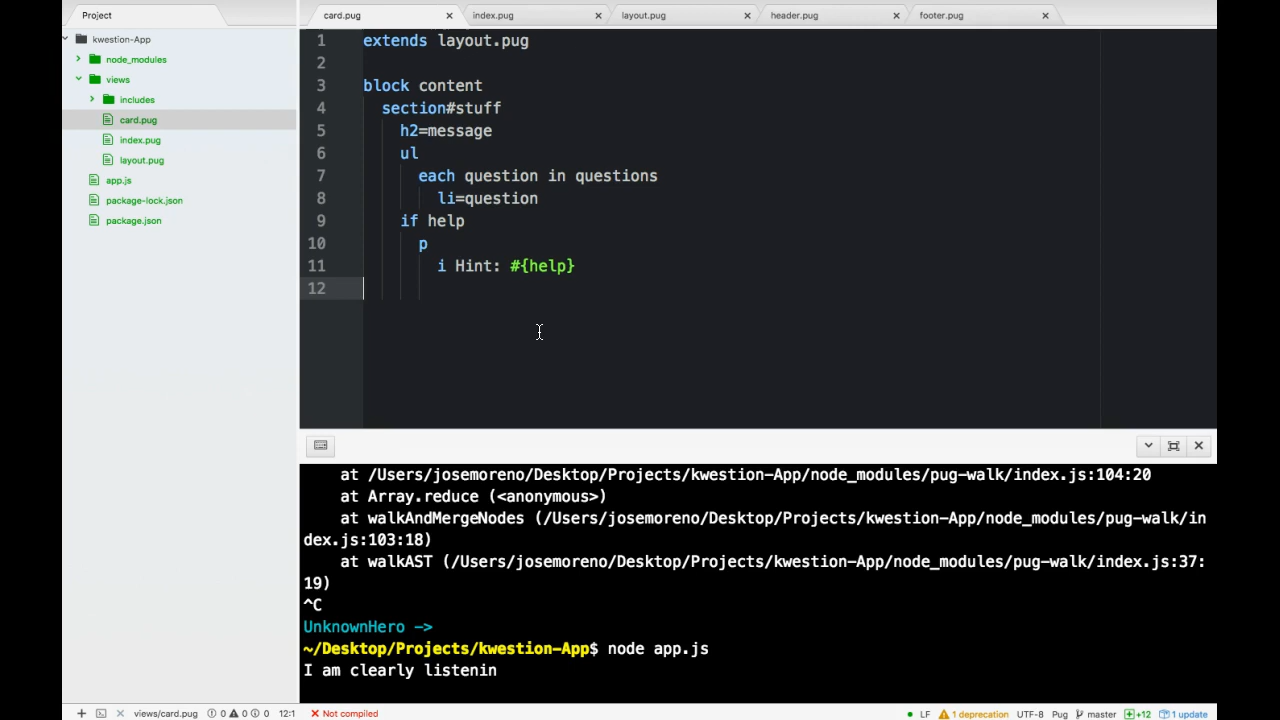 Project
card.pug
index.pug
layout.pug
header.pug
footer.pug
kwestion-App
node_modules
views
includes
card.pug
index.pug
layout.pug
app.js
package-lock.json
package.json
1 extends layout.pug
2
3 block content
4 section#stuff
5 h2=message
6 ul
7 each question in questions
8 li=question
9 if help
10 p
11 i Hint: #{help}
12
at /Users/josemoreno/Desktop/Projects/kwestion-App/node_modules/pug-walk/index.js:104:20
at Array.reduce (<anonymous>)
at walkAndMergeNodes (/Users/josemoreno/Desktop/Projects/kwestion-App/node_modules/pug-walk/in
dex.js:103:18)
at walkAST (/Users/josemoreno/Desktop/Projects/kwestion-App/node_modules/pug-walk/index.js:37:
19)
^C
UnknownHero ->
~/Desktop/Projects/kwestion-App$ node app.js
I am clearly listenin
views/card.pug 0 0 0 12:1 Not compiled LF 1 deprecation UTF-8 Pug master +12 1 update